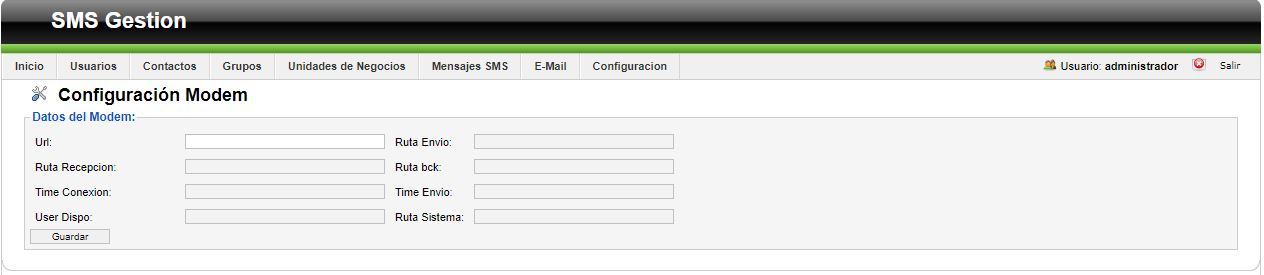 SMS Gestion
Inicio Usuarios Contactos Grupos Unidades de Negocios Mensajes SMS E-Mail Configuracion Usuario: administrador Salir
Configuración Modem
Datos del Modem:
Url: Ruta Envio:
Ruta Recepcion: Ruta bck:
Time Conexion: Time Envio:
User Dispo: Ruta Sistema:
Guardar